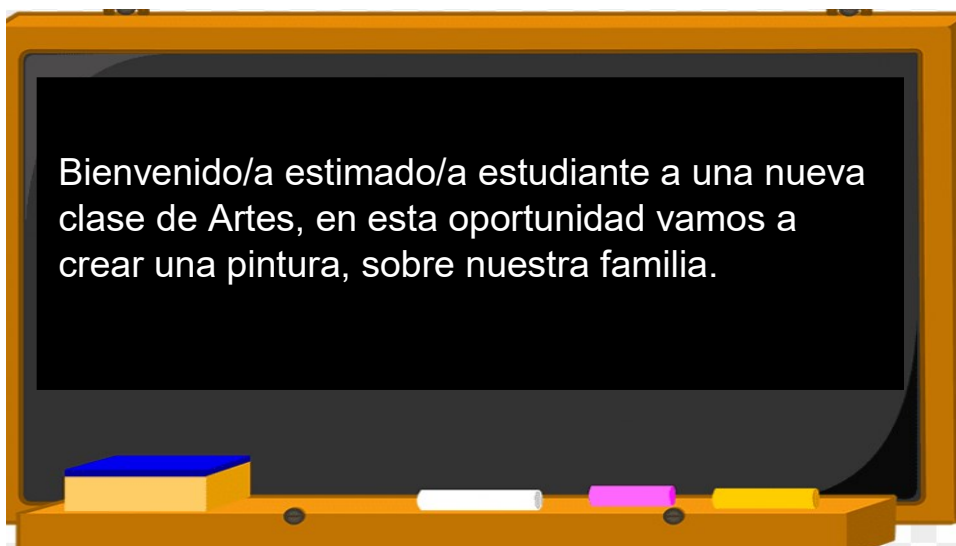 Bienvenido/a estimado/a estudiante a una nueva
clase de Artes, en esta oportunidad vamos a
crear una pintura, sobre nuestra familia.